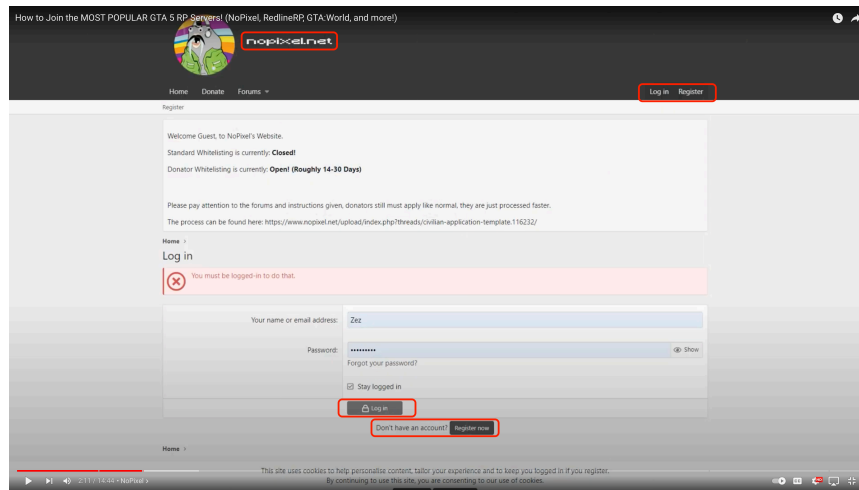 How to Join the MOST POPULAR GTA 5 RP Servers! (NoPixel, RedlineRP, GTA:World, and more!)
nopixel.net
Home Donate Forums Log in Register
Register
Welcome Guest, to NoPixel's Website.
Standard Whitelisting is currently: Closed!
Donator Whitelisting is currently: Open! (Roughly 14-30 Days)
Please pay attention to the forums and instructions given, donators still must apply like normal, they are just processed faster.
The process can be found here: https://www.nopixel.net/upload/index.php?threads/civilian-application-template.116232/
Home ›
Log in
You must be logged-in to do that.
Your name or email address: Zez
Password: ••••••••• Show
Forgot your password?
Stay logged in
Log in
Don't have an account? Register now
Home ›
This site uses cookies to help personalise content, tailor your experience and to keep you logged in if you register.
By continuing to use this site, you are consenting to our use of cookies.
2:11 / 14:44 • NoPixel ›